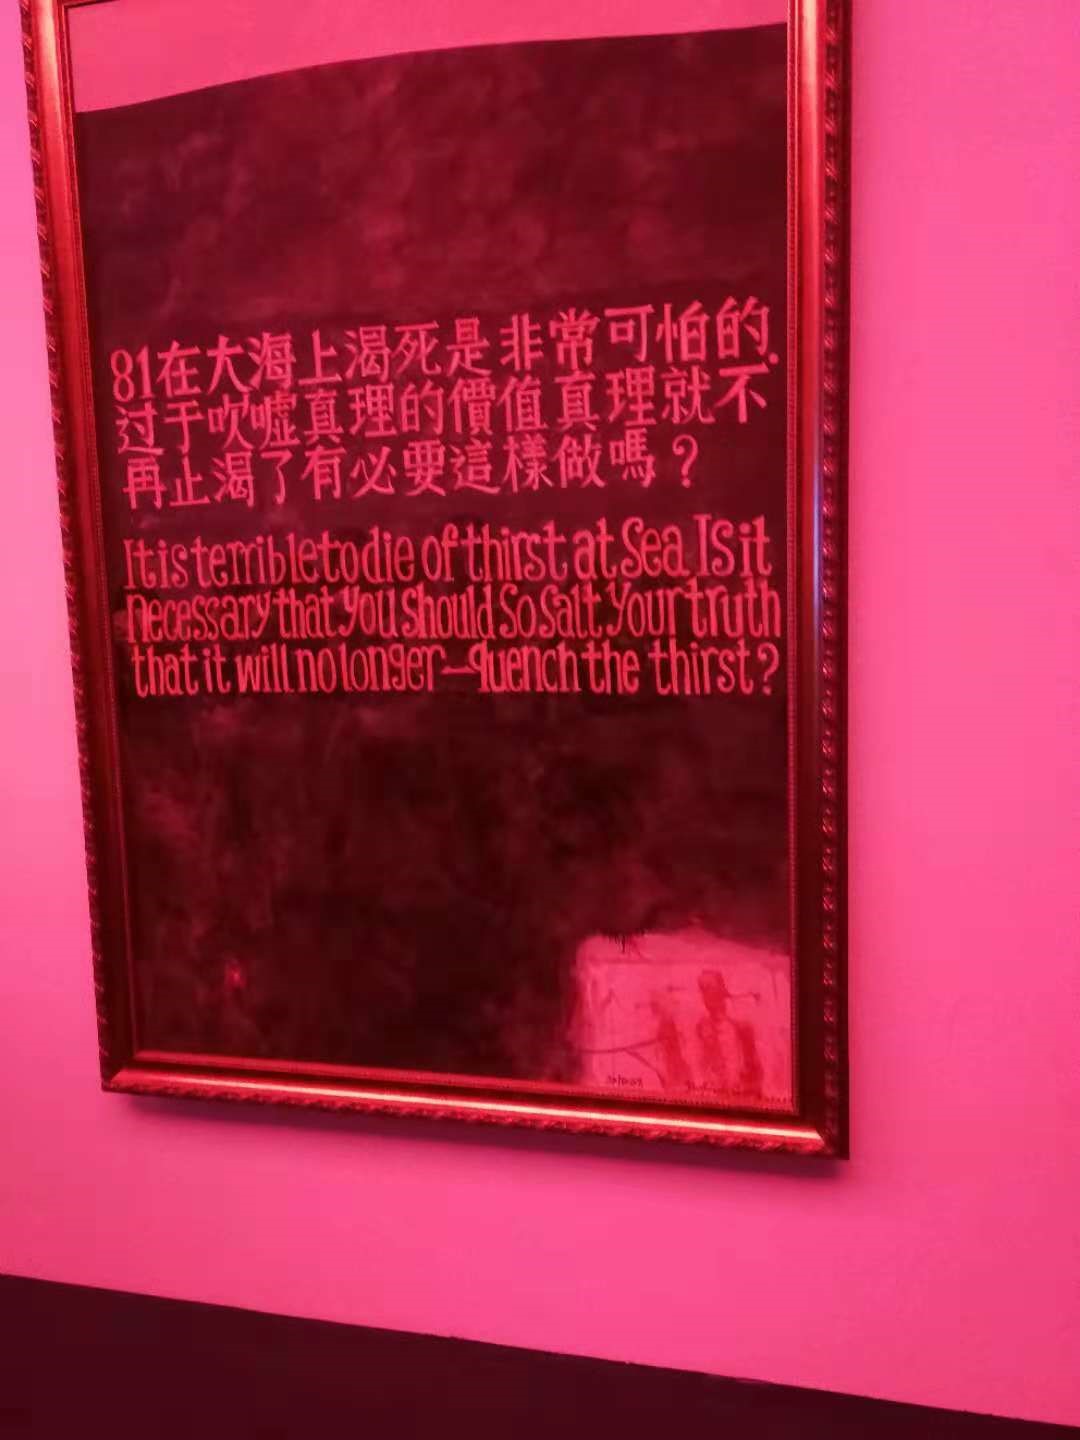 81在大海上渴死是非常可怕的.
过于吹嘘真理的價值真理就不
再止渴了有必要這樣做嗎？
It is terrible to die of thirst at Sea. Is it
necessary that you should so salt your truth
that it will no longer—quench the thirst?